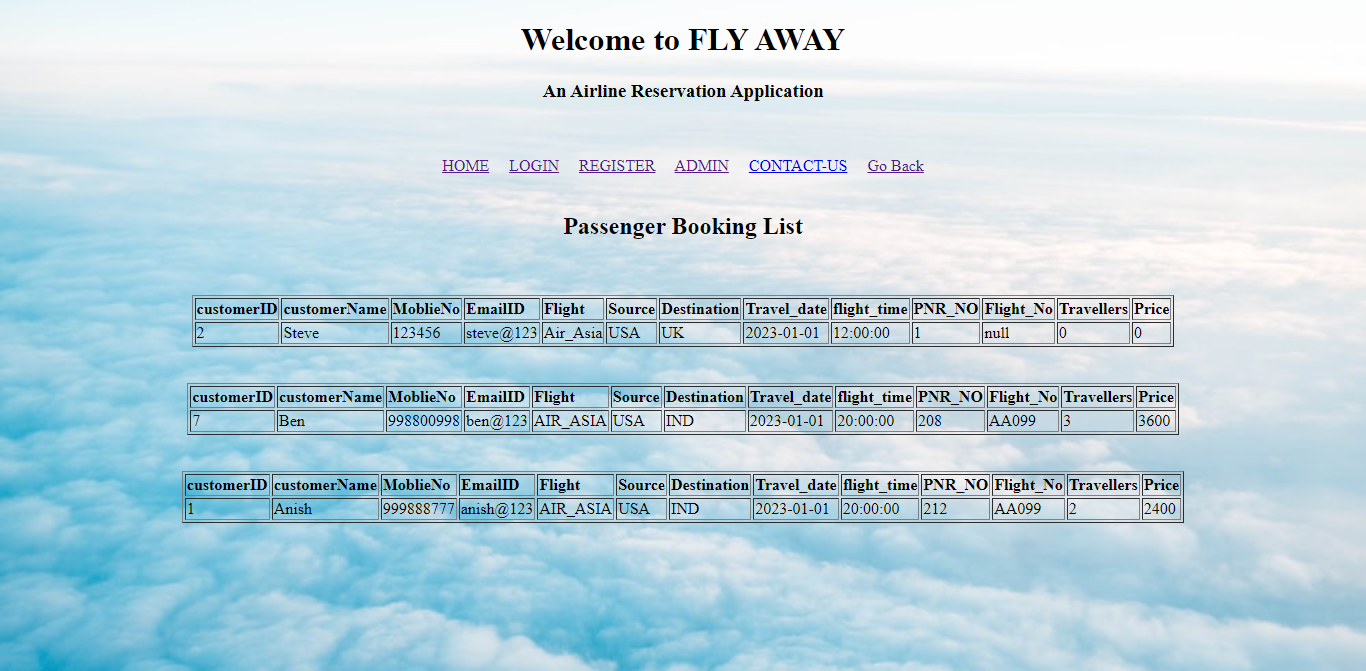 Welcome to FLY AWAY
An Airline Reservation Application
HOME LOGIN REGISTER ADMIN CONTACT-US Go Back
Passenger Booking List
customerID customerName MoblieNo EmailID Flight Source Destination Travel_date flight_time PNR_NO Flight_No Travellers Price
2 Steve 123456 steve@123 Air_Asia USA UK 2023-01-01 12:00:00 1 null 0 0
customerID customerName MoblieNo EmailID Flight Source Destination Travel_date flight_time PNR_NO Flight_No Travellers Price
7 Ben 998800998 ben@123 AIR_ASIA USA IND 2023-01-01 20:00:00 208 AA099 3 3600
customerID customerName MoblieNo EmailID Flight Source Destination Travel_date flight_time PNR_NO Flight_No Travellers Price
1 Anish 999888777 anish@123 AIR_ASIA USA IND 2023-01-01 20:00:00 212 AA099 2 2400